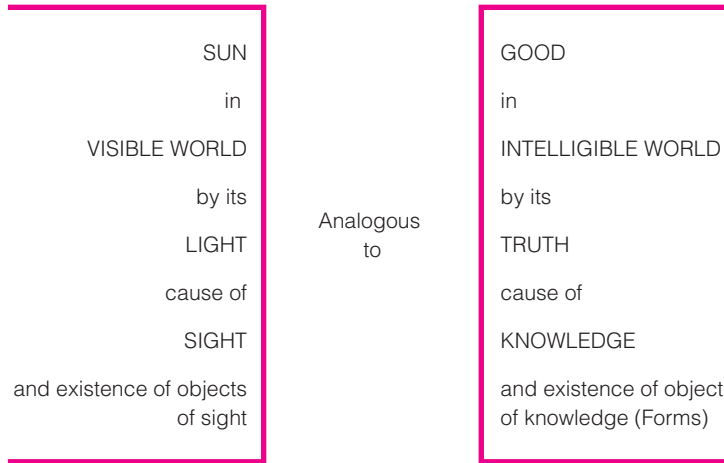 SUN
in
VISIBLE WORLD
by its
LIGHT
cause of
SIGHT
and existence of objects
of sight
Analogous
to
GOOD
in
INTELLIGIBLE WORLD
by its
TRUTH
cause of
KNOWLEDGE
and existence of object
of knowledge (Forms)